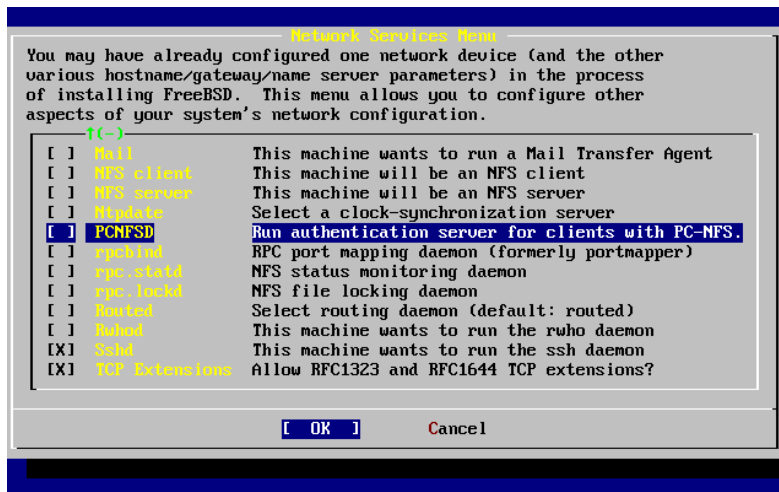 Network Services Menu
You may have already configured one network device (and the other
various hostname/gateway/name server parameters) in the process
of installing FreeBSD.  This menu allows you to configure other
aspects of your system's network configuration.
↑(-)
[ ] Mail This machine wants to run a Mail Transfer Agent
[ ] NFS client This machine will be an NFS client
[ ] NFS server This machine will be an NFS server
[ ] Ntpdate Select a clock-synchronization server
[ ] PCNFSD Run authentication server for clients with PC-NFS.
[ ] rpcbind RPC port mapping daemon (formerly portmapper)
[ ] rpc.statd NFS status monitoring daemon
[ ] rpc.lockd NFS file locking daemon
[ ] Routed Select routing daemon (default: routed)
[ ] Rwhod This machine wants to run the rwho daemon
[X] Sshd This machine wants to run the ssh daemon
[X] TCP Extensions Allow RFC1323 and RFC1644 TCP extensions?
[ OK ] Cancel